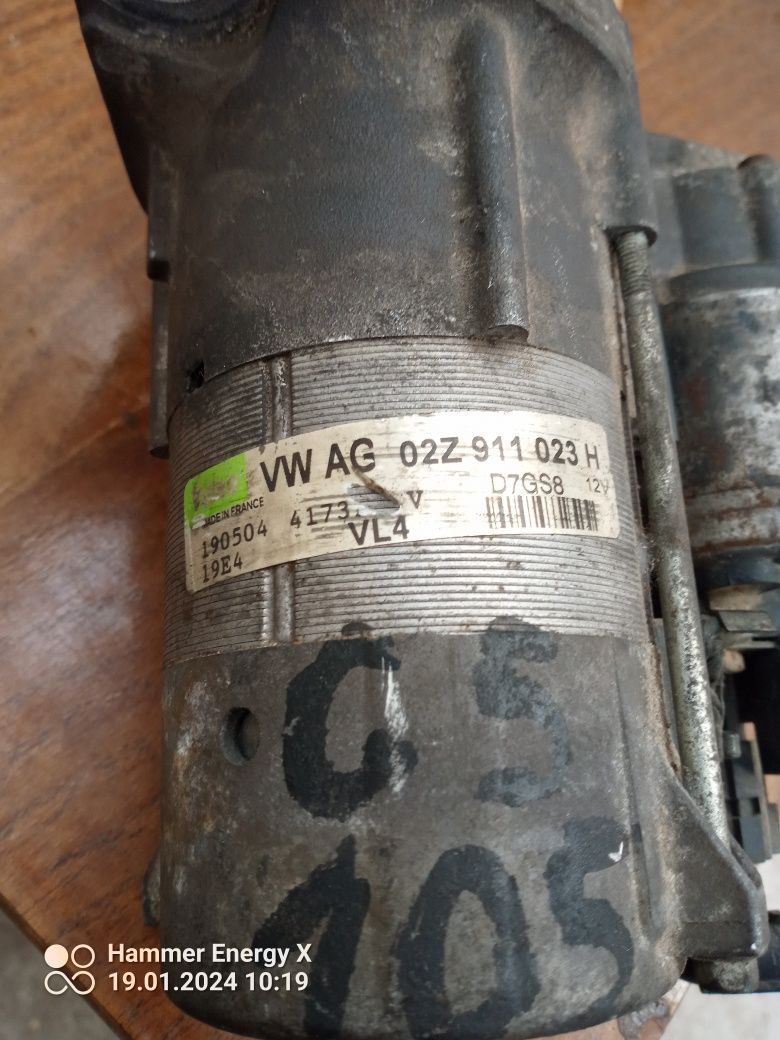 VW AG 02Z 911 023 H
MADE IN FRANCE
D7GS8 12V
190504 4173 V
19E4
VL4
G 5
105
Hammer Energy X
19.01.2024 10:19